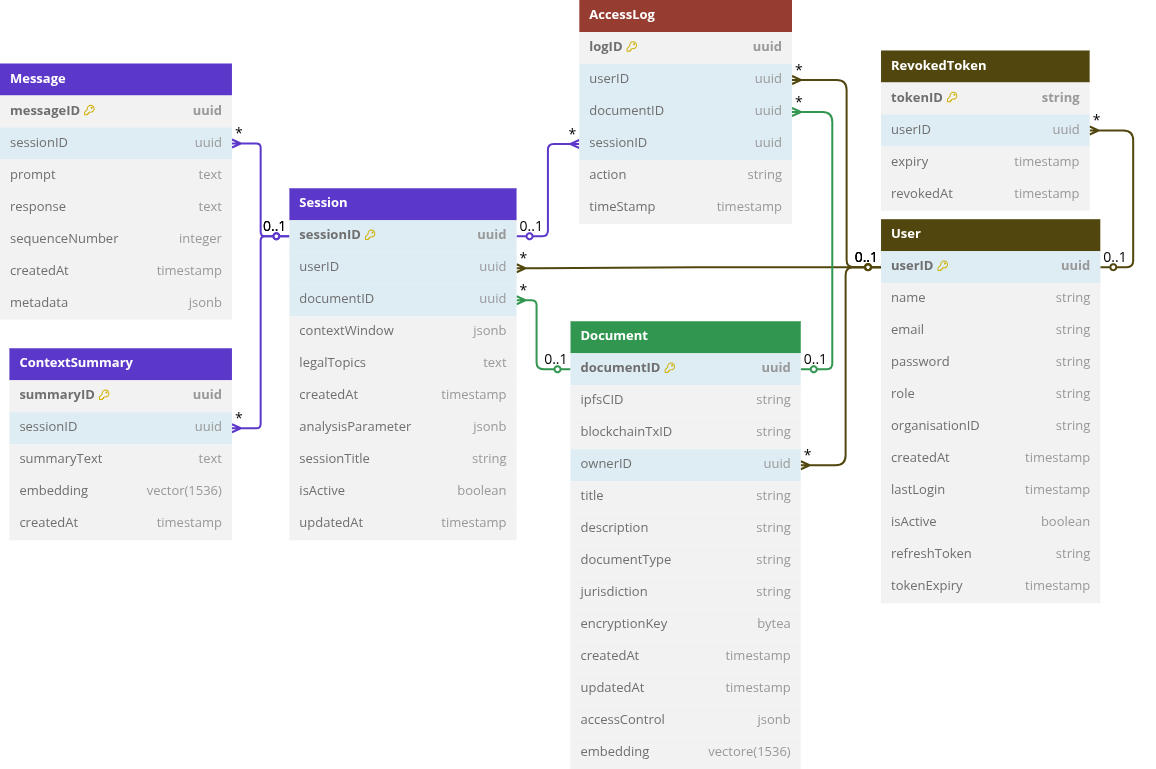 AccessLog
logID uuid
userID uuid
documentID uuid
sessionID uuid
action string
timeStamp timestamp
*
*
*
0..1
Message
messageID uuid
sessionID uuid
prompt text
response text
sequenceNumber integer
createdAt timestamp
metadata jsonb
*
0..1
RevokedToken
tokenID string
userID uuid
expiry timestamp
revokedAt timestamp
*
0..1
Session
sessionID uuid
userID uuid
documentID uuid
contextWindow jsonb
legalTopics text
createdAt timestamp
analysisParameter jsonb
sessionTitle string
isActive boolean
updatedAt timestamp
*
*
0..1
User
userID uuid
name string
email string
password string
role string
organisationID string
createdAt timestamp
lastLogin timestamp
isActive boolean
refreshToken string
tokenExpiry timestamp
0..1
ContextSummary
summaryID uuid
sessionID uuid
summaryText text
embedding vector(1536)
createdAt timestamp
*
Document
documentID uuid
ipfsCID string
blockchainTxID string
ownerID uuid
title string
description string
documentType string
jurisdiction string
encryptionKey bytea
createdAt timestamp
updatedAt timestamp
accessControl jsonb
embedding vectore(1536)
0..1
*